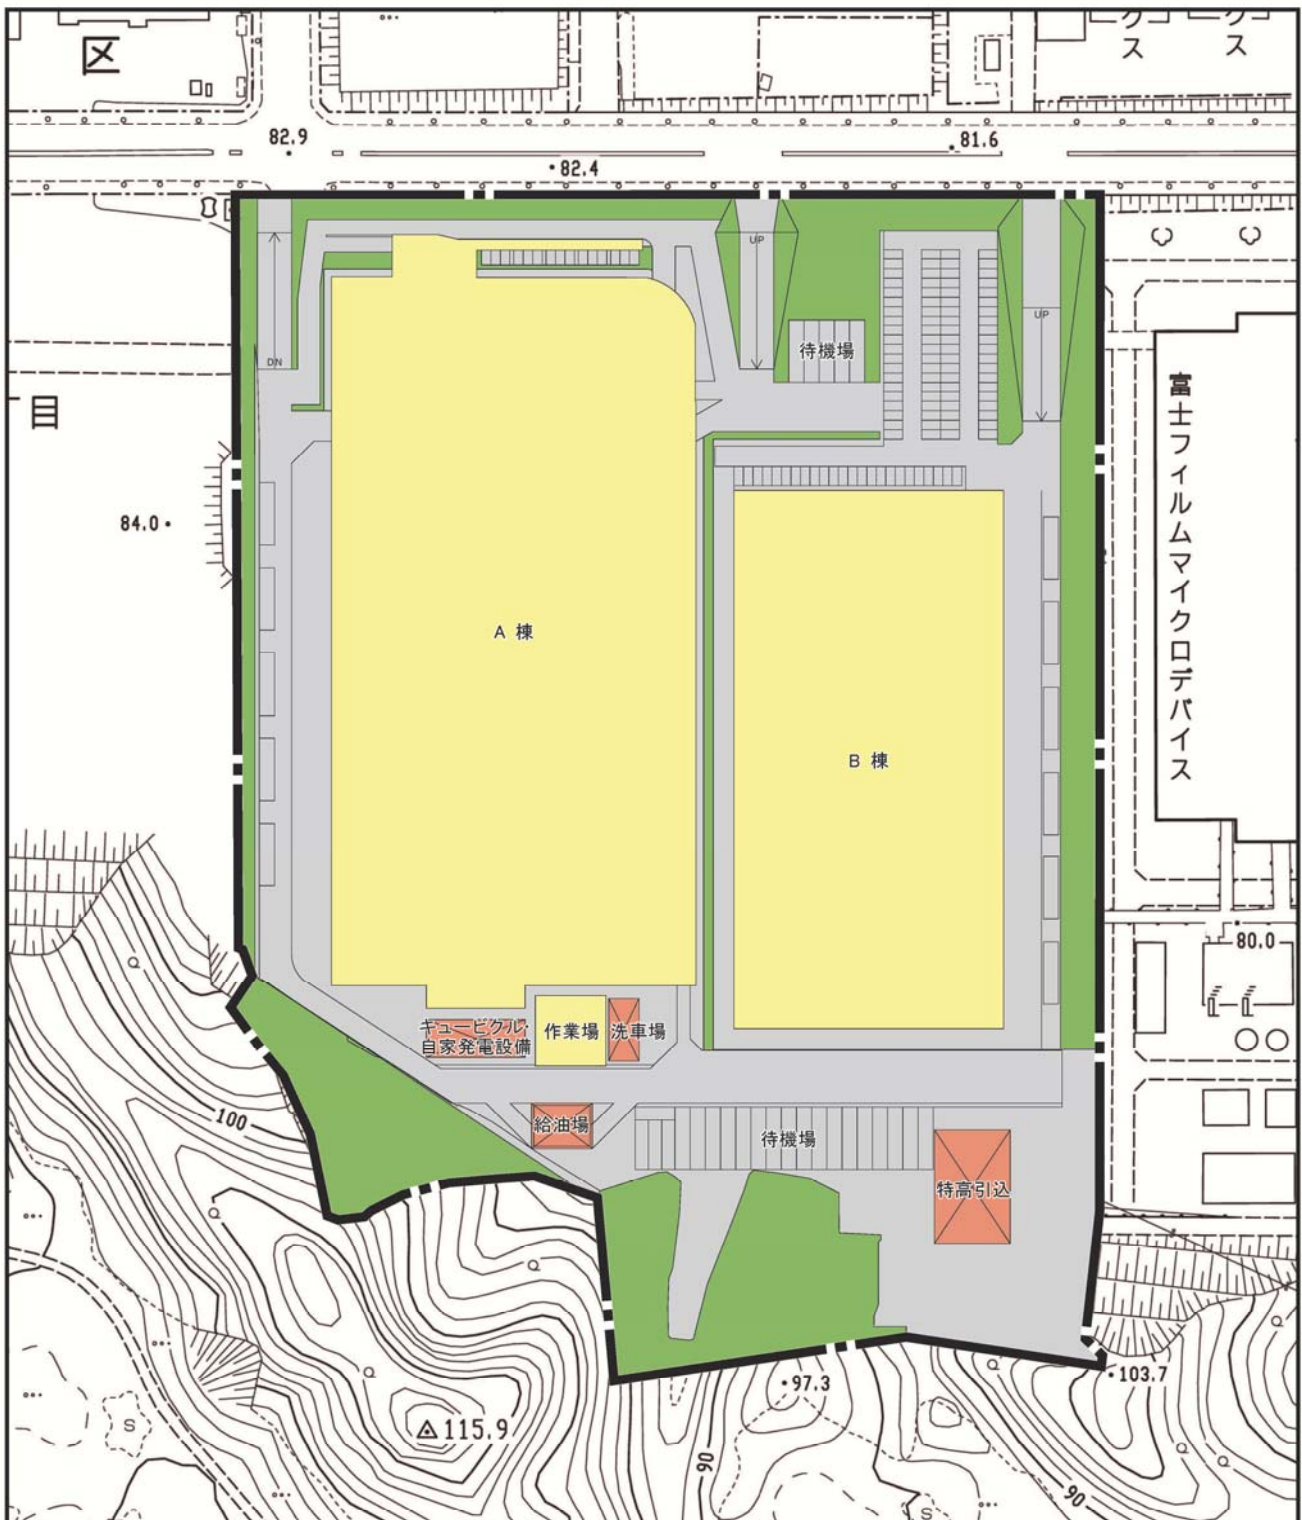 区
クス
クス
82.9
82.4
81.6
UP
待機場
DN
UP
目
富士フィルムマイクロデバイス
84.0
A 棟
B 棟
80.0
キュービクル・
自家発電設備
作業場
洗車場
100
給油場
待機場
特高引込
Q
Q
Q
Q
Q
Q
Q
97.3
103.7
115.9
S
90
90
S